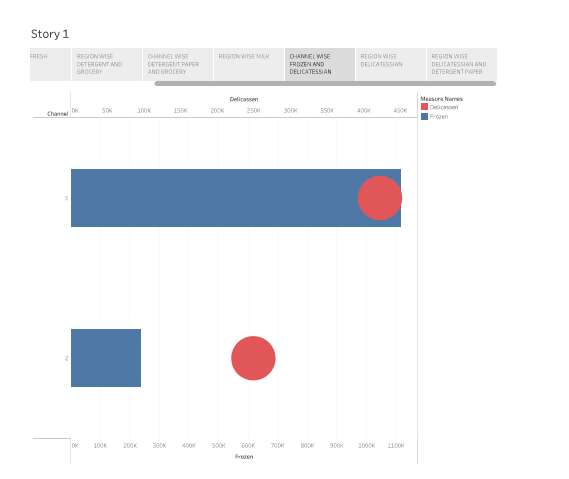 Story 1
FRESH
REGION WISE
DETERGENT AND
GROCERY
CHANNEL WISE
DETERGENT PAPER
AND GROCERY
REGION WISE MILK
CHANNEL WISE
FROZEN AND
DELICATESSIAN
REGION WISE
DELICATESSIAN
REGION WISE
DELICATESSIAN AND
DETERGENT PAPER
Delicassen
Channel
0K 50K 100K 150K 200K 250K 300K 350K 400K 450K
Measure Names
Delicassen
Frozen
1
2
0K 100K 200K 300K 400K 500K 600K 700K 800K 900K 1000K 1100K
Frozen